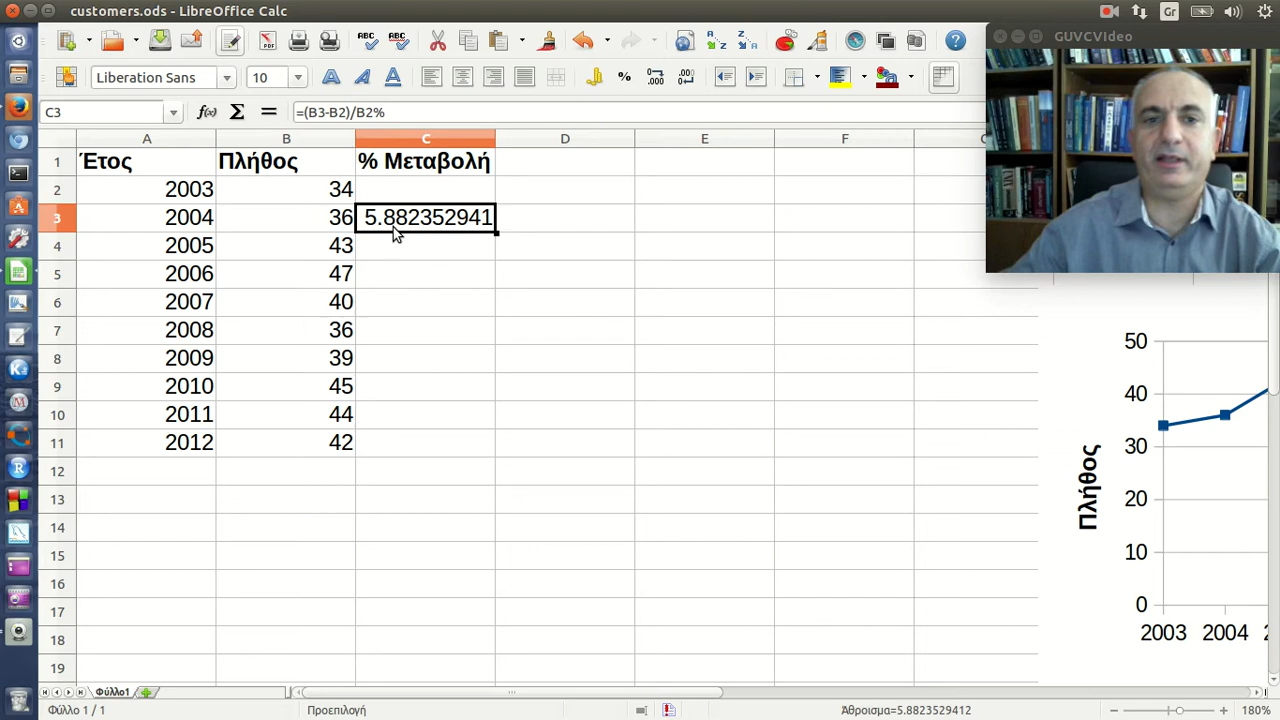 customers.ods - LibreOffice Calc
Gr
GUVCVIdeo
Liberation Sans
10
C3
=(B3-B2)/B2%
A B C D E F
1 Έτος Πλήθος % Μεταβολή
2 2003 34
3 2004 36 5.882352941
4 2005 43
5 2006 47
6 2007 40
7 2008 36
8 2009 39
9 2010 45
10 2011 44
11 2012 42
12
13
14
15
16
17
18
19
50
40
30
20
10
0
Πλήθος
2003 2004
Φύλλο1
Φύλλο 1 / 1
Προεπιλογή
Άθροισμα=5.8823529412
180%